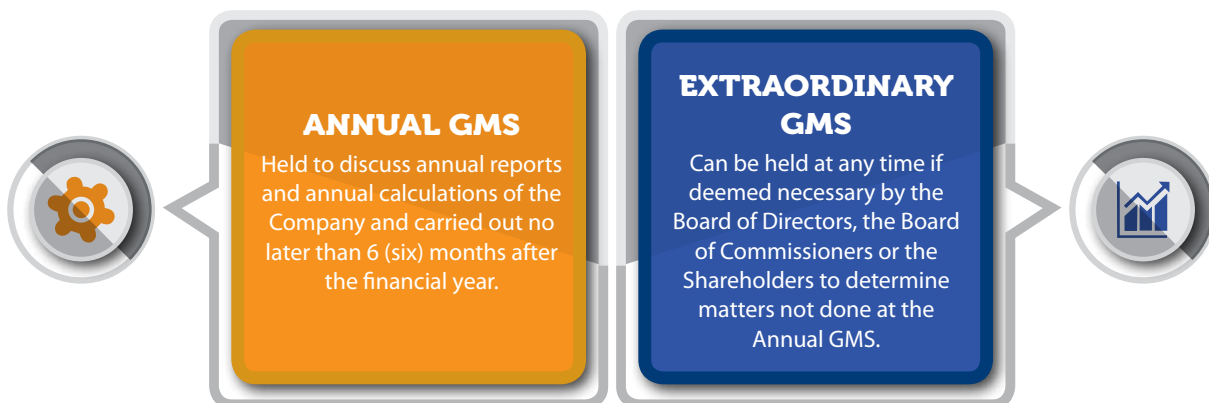 ANNUAL GMS
Held to discuss annual reports
and annual calculations of the
Company and carried out no
later than 6 (six) months after
the financial year.
EXTRAORDINARY
GMS
Can be held at any time if
deemed necessary by the
Board of Directors, the Board
of Commissioners or the
Shareholders to determine
matters not done at the
Annual GMS.